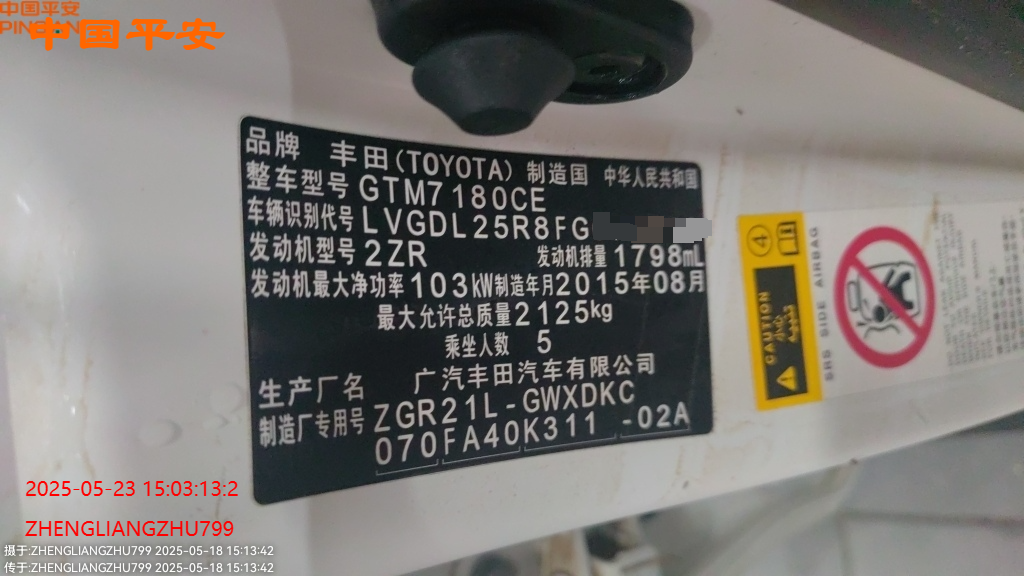 中国平安
PING AN
中国平安
品牌 丰田(TOYOTA) 制造国 中华人民共和国
整车型号 GTM7180CE
车辆识别代号 LVGDL25R8FG
发动机型号 2ZR 发动机排量 1798mL
发动机最大净功率 103kW 制造年月 2015年08月
最大允许总质量 2125kg
乘坐人数 5
生产厂名 广汽丰田汽车有限公司
制造厂专用号 ZGR21L-GWXDKC
070FA40K311-02A
④
CAUTION
SRS SIDE AIRBAG
2025-05-23 15:03:13:2
ZHENGLIANGZHU799
摄于:ZHENGLIANGZHU799 2025-05-18 15:13:42
传于:ZHENGLIANGZHU799 2025-05-18 15:13:42